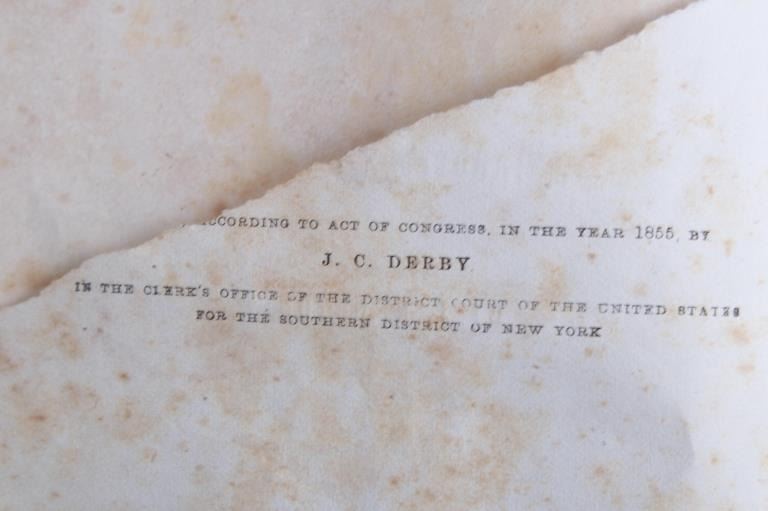 , ACCORDING TO ACT OF CONGRESS, IN THE YEAR 1855, BY
J. C. DERBY
IN THE CLERK'S OFFICE OF THE DISTRICT COURT OF THE UNITED STATES
FOR THE SOUTHERN DISTRICT OF NEW YORK